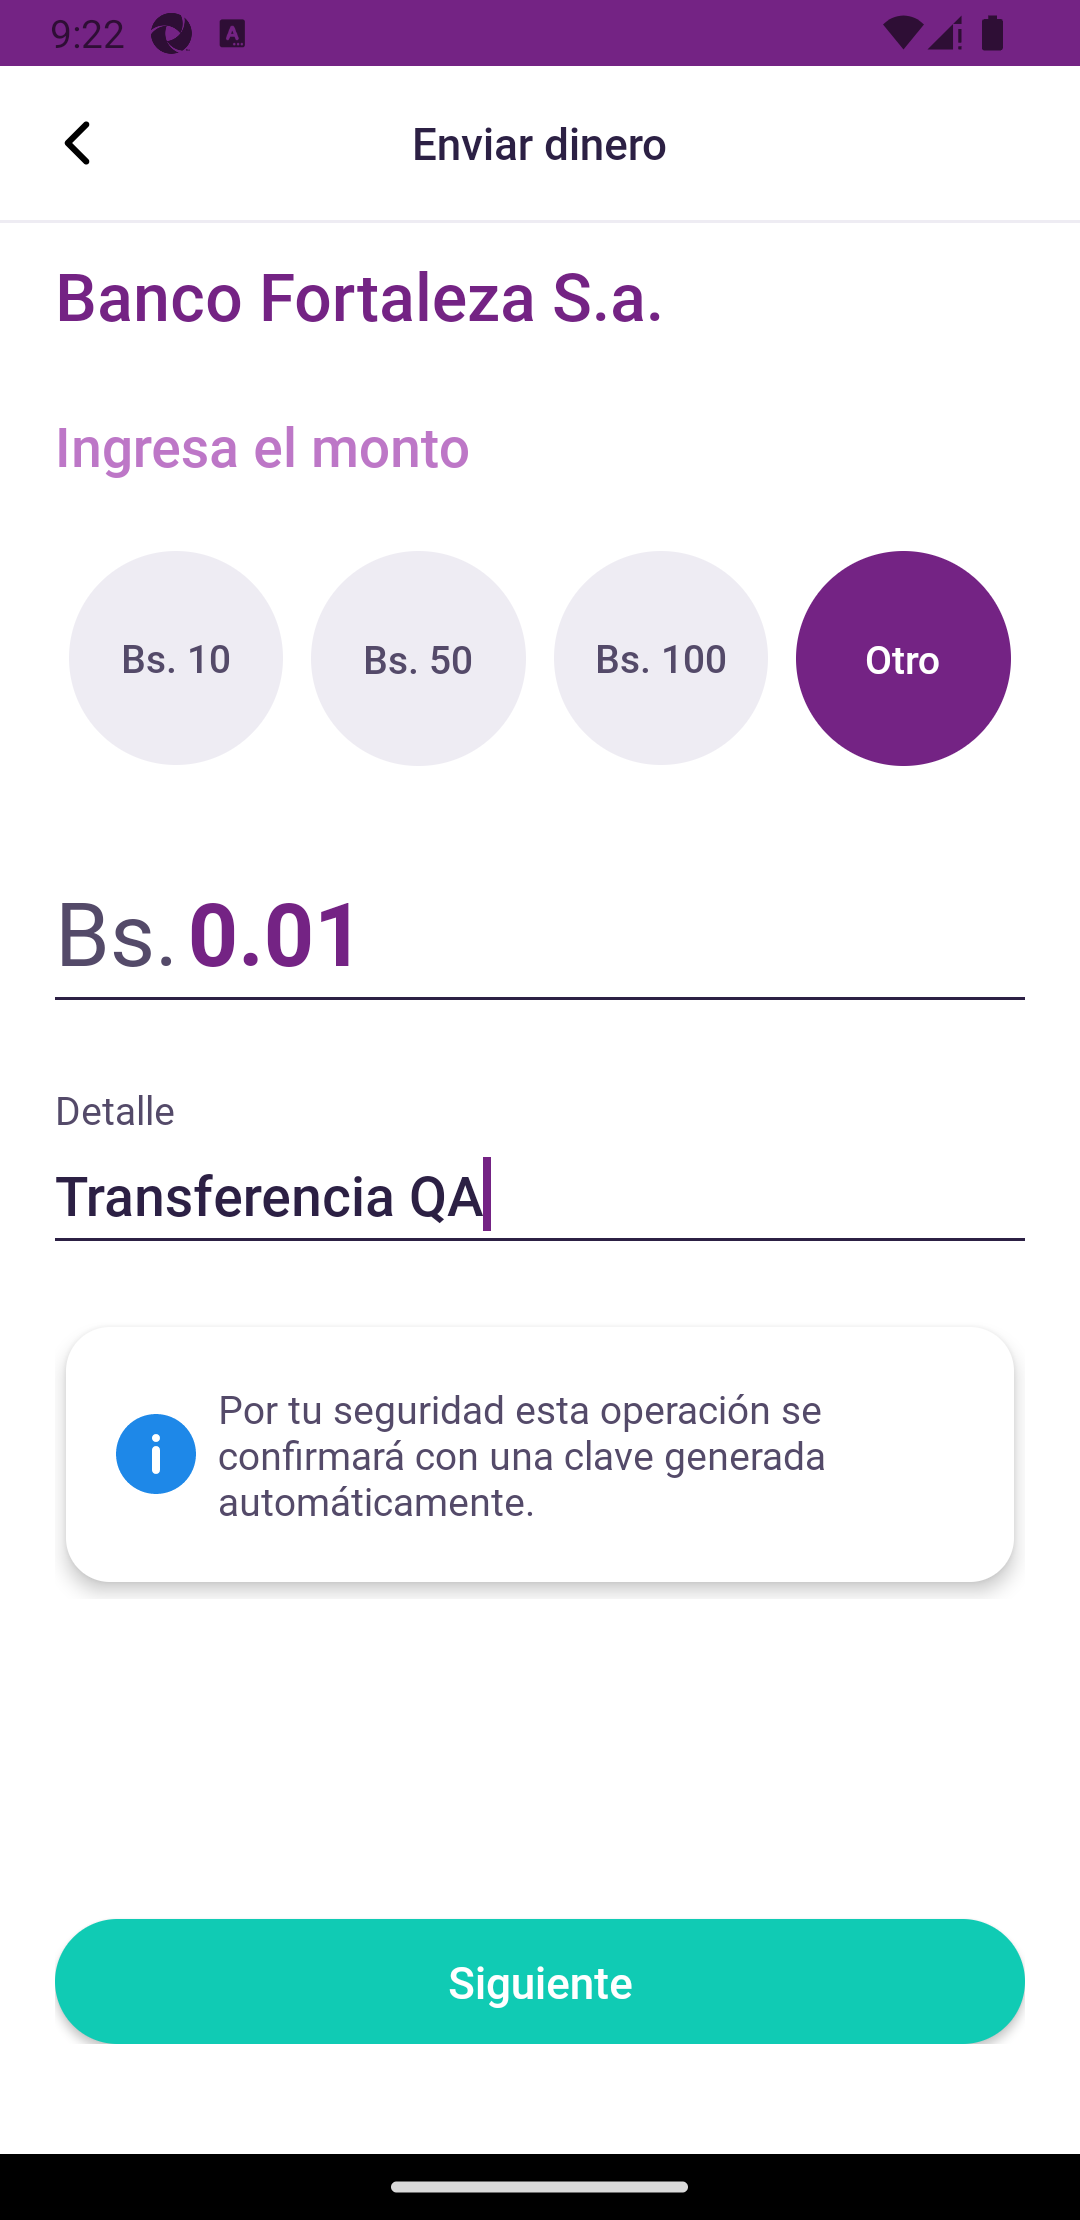 9:22
Enviar dinero
Banco Fortaleza S.a.
Ingresa el monto
Bs. 10
Bs. 50
Bs. 100
Otro
Bs. 0.01
Detalle
Transferencia QA
Por tu seguridad esta operación se
confirmará con una clave generada
automáticamente.
Siguiente